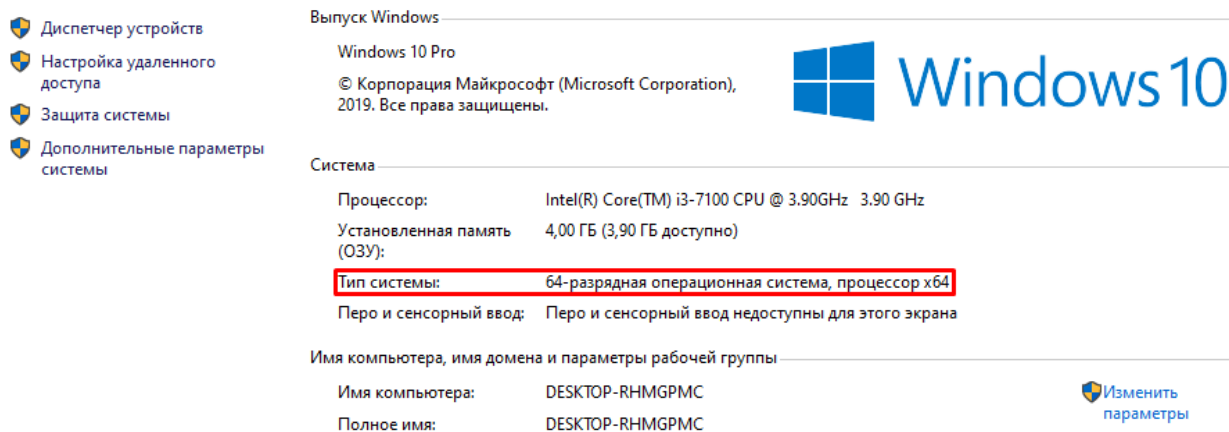 Диспетчер устройств
Настройка удаленного
доступа
Защита системы
Дополнительные параметры
системы
Выпуск Windows
Windows 10 Pro
© Корпорация Майкрософт (Microsoft Corporation),
2019. Все права защищены.
Windows 10
Система
Процессор: Intel(R) Core(TM) i3-7100 CPU @ 3.90GHz 3.90 GHz
Установленная память 4,00 ГБ (3,90 ГБ доступно)
(ОЗУ):
Тип системы: 64-разрядная операционная система, процессор x64
Перо и сенсорный ввод: Перо и сенсорный ввод недоступны для этого экрана
Имя компьютера, имя домена и параметры рабочей группы
Имя компьютера: DESKTOP-RHMGPMC
Изменить
параметры
Полное имя: DESKTOP-RHMGPMC